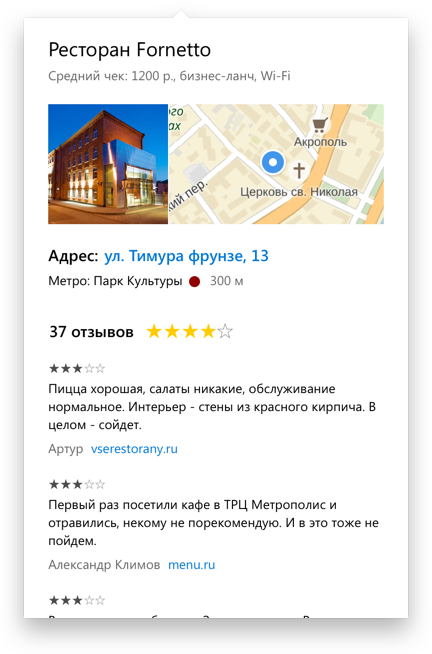 Ресторан Fornetto
Средний чек: 1200 р., бизнес-ланч, Wi-Fi
Акрополь
Церковь св. Николая
пер.
Адрес: ул. Тимура фрунзе, 13
Метро: Парк Культуры 300 м
37 отзывов ★★★★☆
★★★☆☆
Пицца хорошая, салаты никакие, обслуживание
нормальное. Интерьер - стены из красного кирпича. В
целом - сойдет.
Артур vserestorany.ru
★★★☆☆
Первый раз посетили кафе в ТРЦ Метрополис и
отравились, некому не порекомендую. И в это тоже не
пойдем.
Александр Климов menu.ru
★★★☆☆